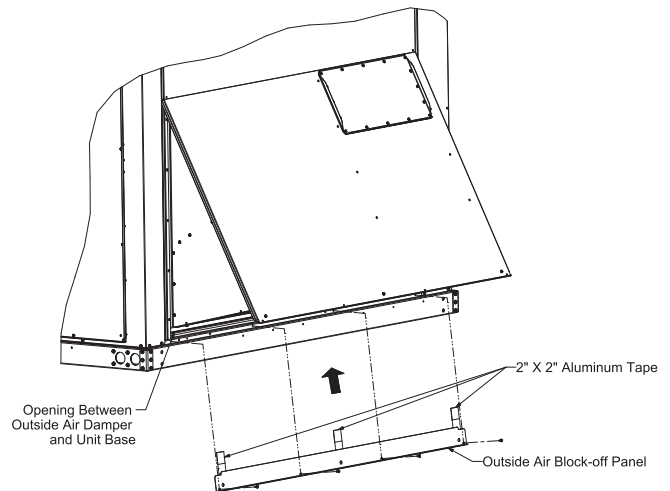 2" X 2" Aluminum Tape
Opening Between
Outside Air Damper
and Unit Base
Outside Air Block-off Panel